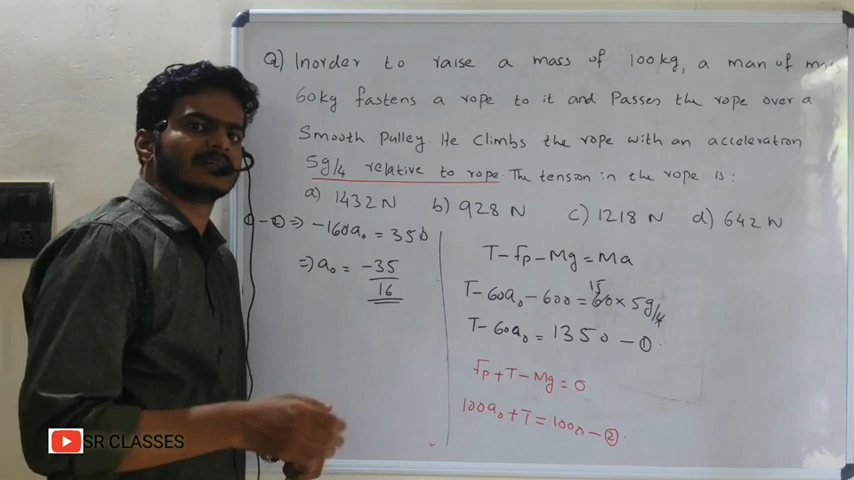 Q) Inorder to raise a mass of 100kg, a man of
60kg fastens a rope to it and Passes the rope over a
Smooth Pulley. He Climbs the rope with an acceleration
5g/4 relative to rope. The tension in the rope is:
a) 1432N b) 928 N c) 1218 N d) 642 N
⇒ -160a₀ = 350
⇒ a₀ = -35/16
T - fp - Mg = Ma
T - 60a₀ - 600 = 60 × 5g/4
15
T - 60a₀ = 1350 - ①.
fp + T - Mg = 0
100a₀ + T = 1000 - ②.
SR CLASSES